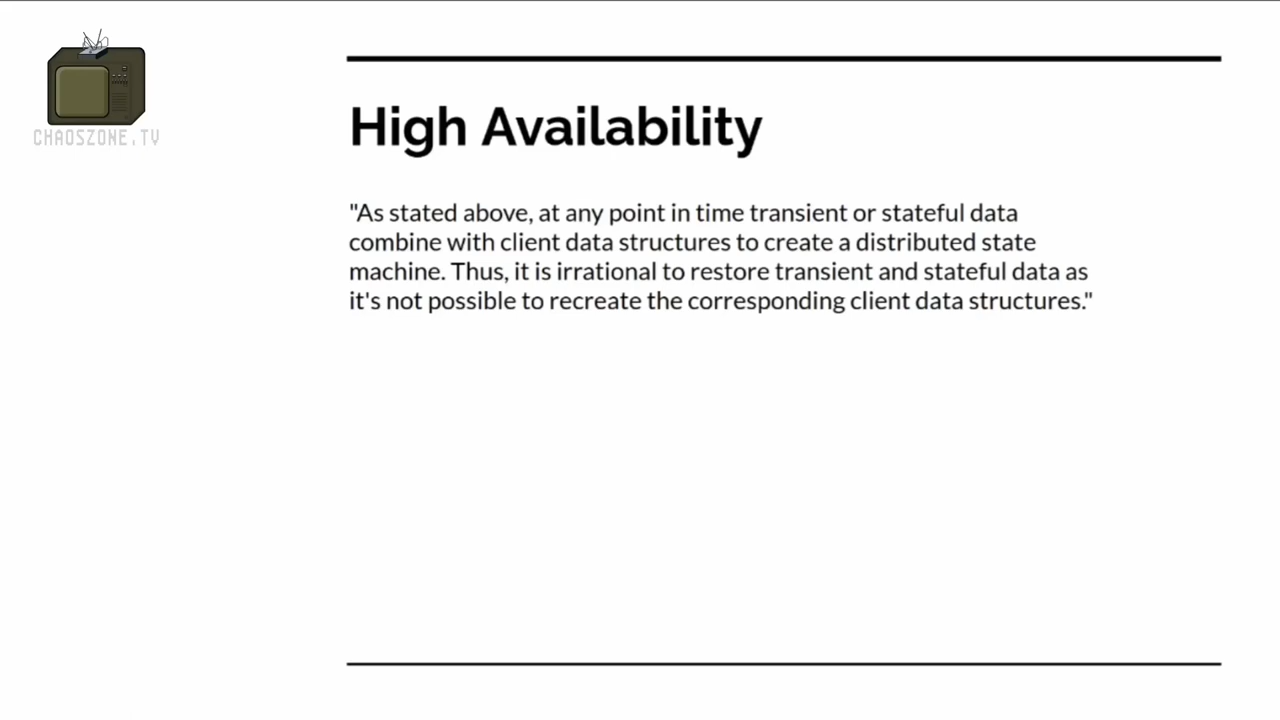 CHAOSZONE.TV
High Availability
"As stated above, at any point in time transient or stateful data
combine with client data structures to create a distributed state
machine. Thus, it is irrational to restore transient and stateful data as
it's not possible to recreate the corresponding client data structures."